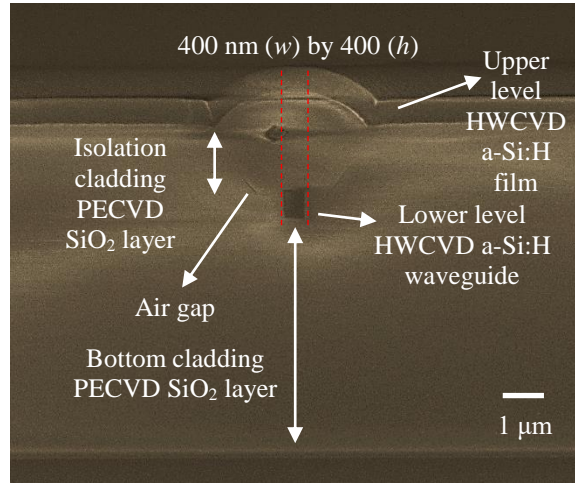 400 nm (w) by 400 (h)
Upper
level
HWCVD
a-Si:H
film
Isolation
cladding
PECVD
SiO₂ layer
Lower level
HWCVD a-Si:H
waveguide
Air gap
Bottom cladding
PECVD SiO₂ layer
1 μm